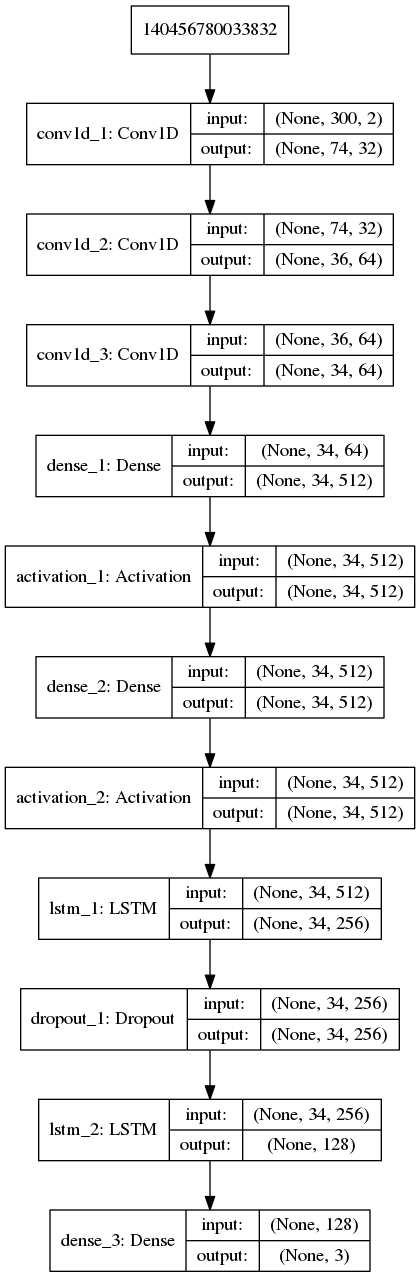 140456780033832
conv1d_1: Conv1D
input:
(None, 300, 2)
output:
(None, 74, 32)
conv1d_2: Conv1D
input:
(None, 74, 32)
output:
(None, 36, 64)
conv1d_3: Conv1D
input:
(None, 36, 64)
output:
(None, 34, 64)
dense_1: Dense
input:
(None, 34, 64)
output:
(None, 34, 512)
activation_1: Activation
input:
(None, 34, 512)
output:
(None, 34, 512)
dense_2: Dense
input:
(None, 34, 512)
output:
(None, 34, 512)
activation_2: Activation
input:
(None, 34, 512)
output:
(None, 34, 512)
lstm_1: LSTM
input:
(None, 34, 512)
output:
(None, 34, 256)
dropout_1: Dropout
input:
(None, 34, 256)
output:
(None, 34, 256)
lstm_2: LSTM
input:
(None, 34, 256)
output:
(None, 128)
dense_3: Dense
input:
(None, 128)
output:
(None, 3)